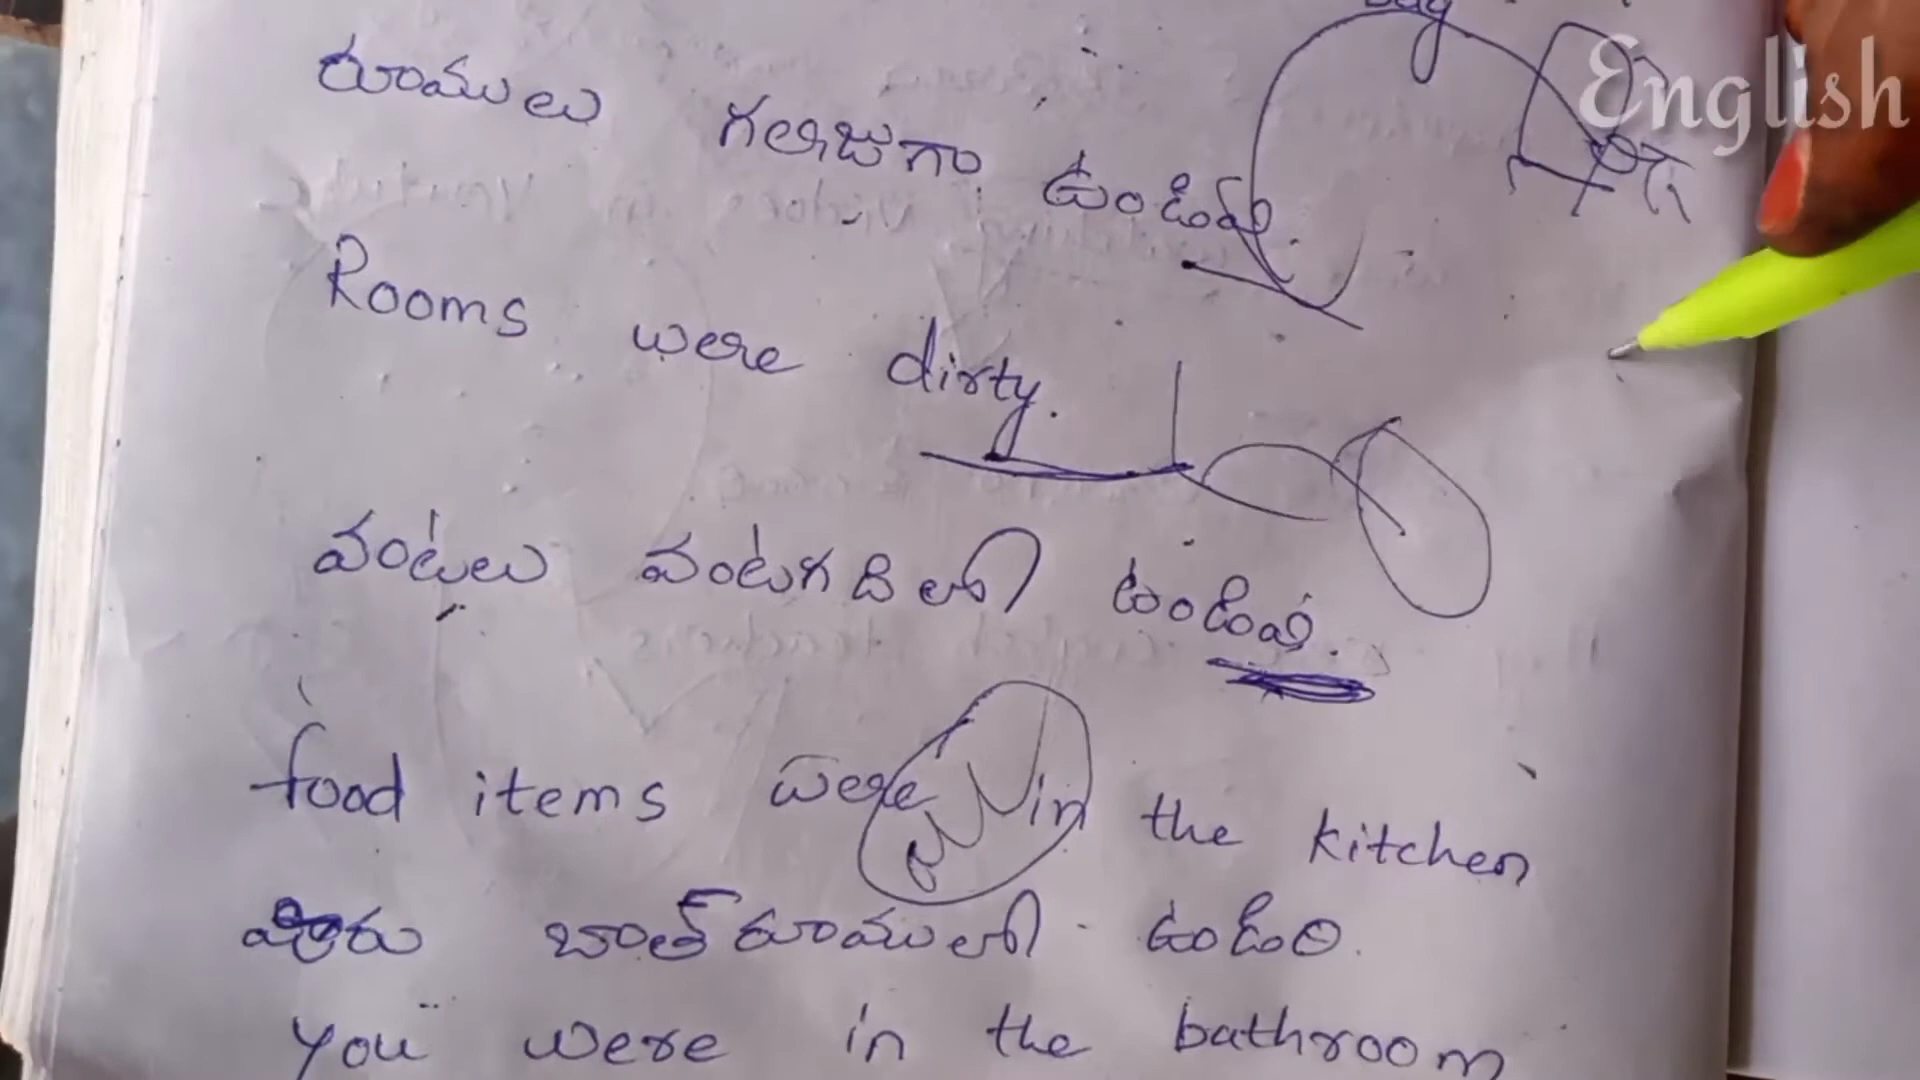 English
రూములు గలిజుగా ఉండివి.
Rooms were dirty.
వంటలు వంటగదిలో ఉండివి.
food items were in the kitchen
బాత్రూములో ఉండిరి.
you were in the bathroom